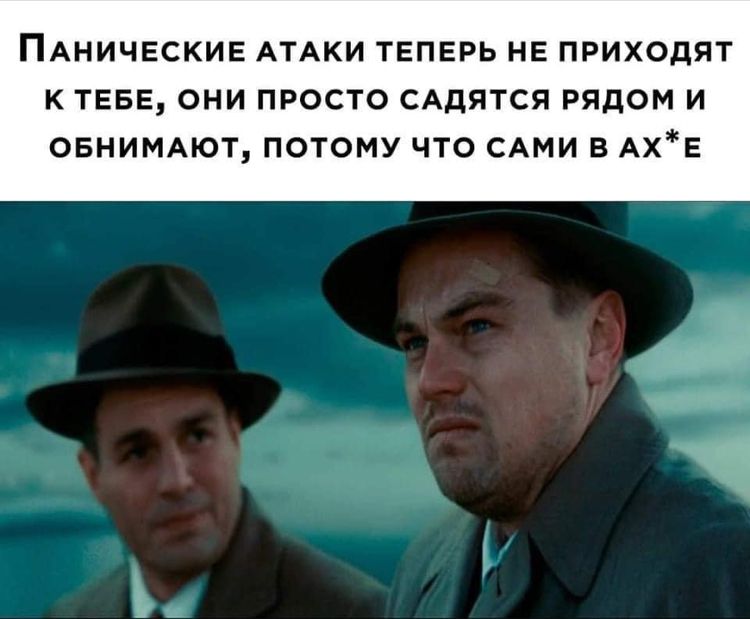 Панические атаки теперь не приходят
к тебе, они просто садятся рядом и
обнимают, потому что сами в ах*е